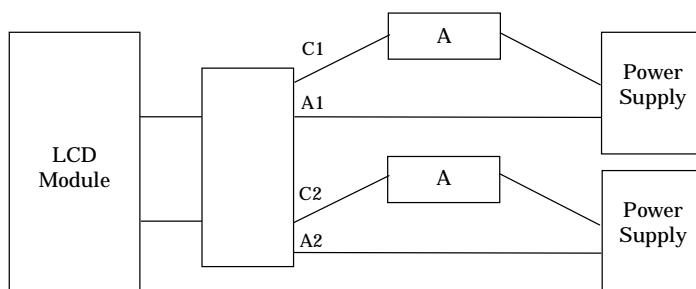 C1
A
A1
Power
Supply
LCD
Module
C2
A
A2
Power
Supply